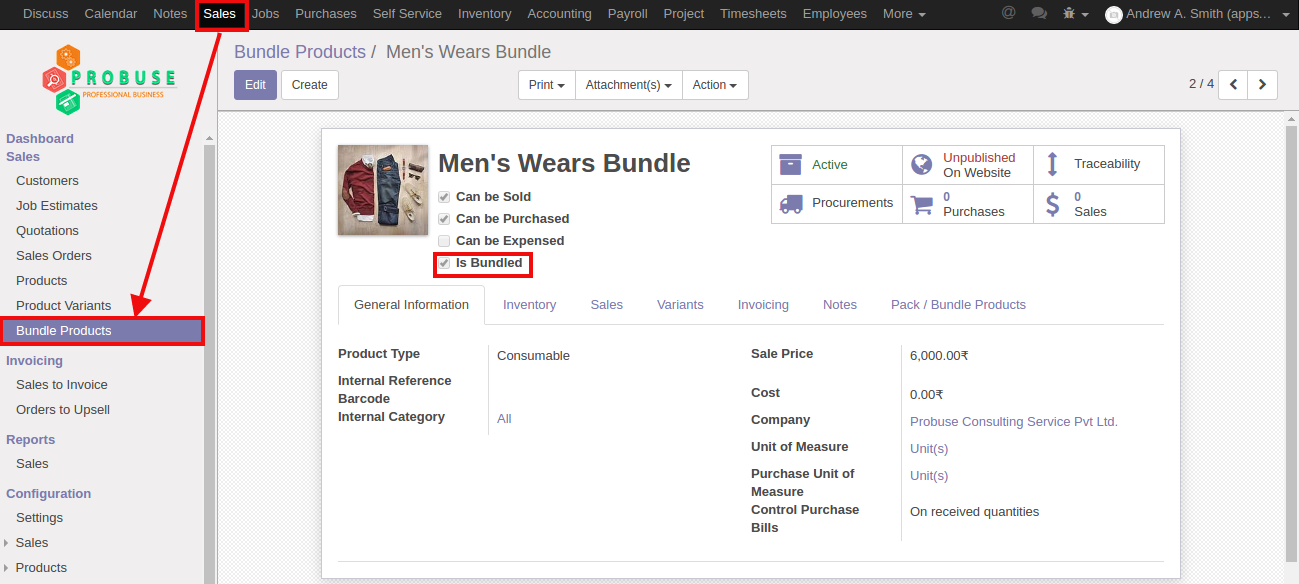 Discuss Calendar Notes Sales Jobs Purchases Self Service Inventory Accounting Payroll Project Timesheets Employees More @ Andrew A. Smith (apps...
PROBUSE
PROFESSIONAL BUSINESS
Dashboard
Sales
Customers
Job Estimates
Quotations
Sales Orders
Products
Product Variants
Bundle Products
Invoicing
Sales to Invoice
Orders to Upsell
Reports
Sales
Configuration
Settings
Sales
Products
Bundle Products / Men's Wears Bundle
Edit Create Print Attachment(s) Action 2 / 4
Men's Wears Bundle
Can be Sold
Can be Purchased
Can be Expensed
Is Bundled
Active
Unpublished
On Website
Traceability
Procurements
0
Purchases
0
Sales
General Information Inventory Sales Variants Invoicing Notes Pack / Bundle Products
Product Type Consumable
Internal Reference
Barcode
Internal Category All
Sale Price 6,000.00₹
Cost 0.00₹
Company Probuse Consulting Service Pvt Ltd.
Unit of Measure Unit(s)
Purchase Unit of Unit(s)
Measure
Control Purchase On received quantities
Bills